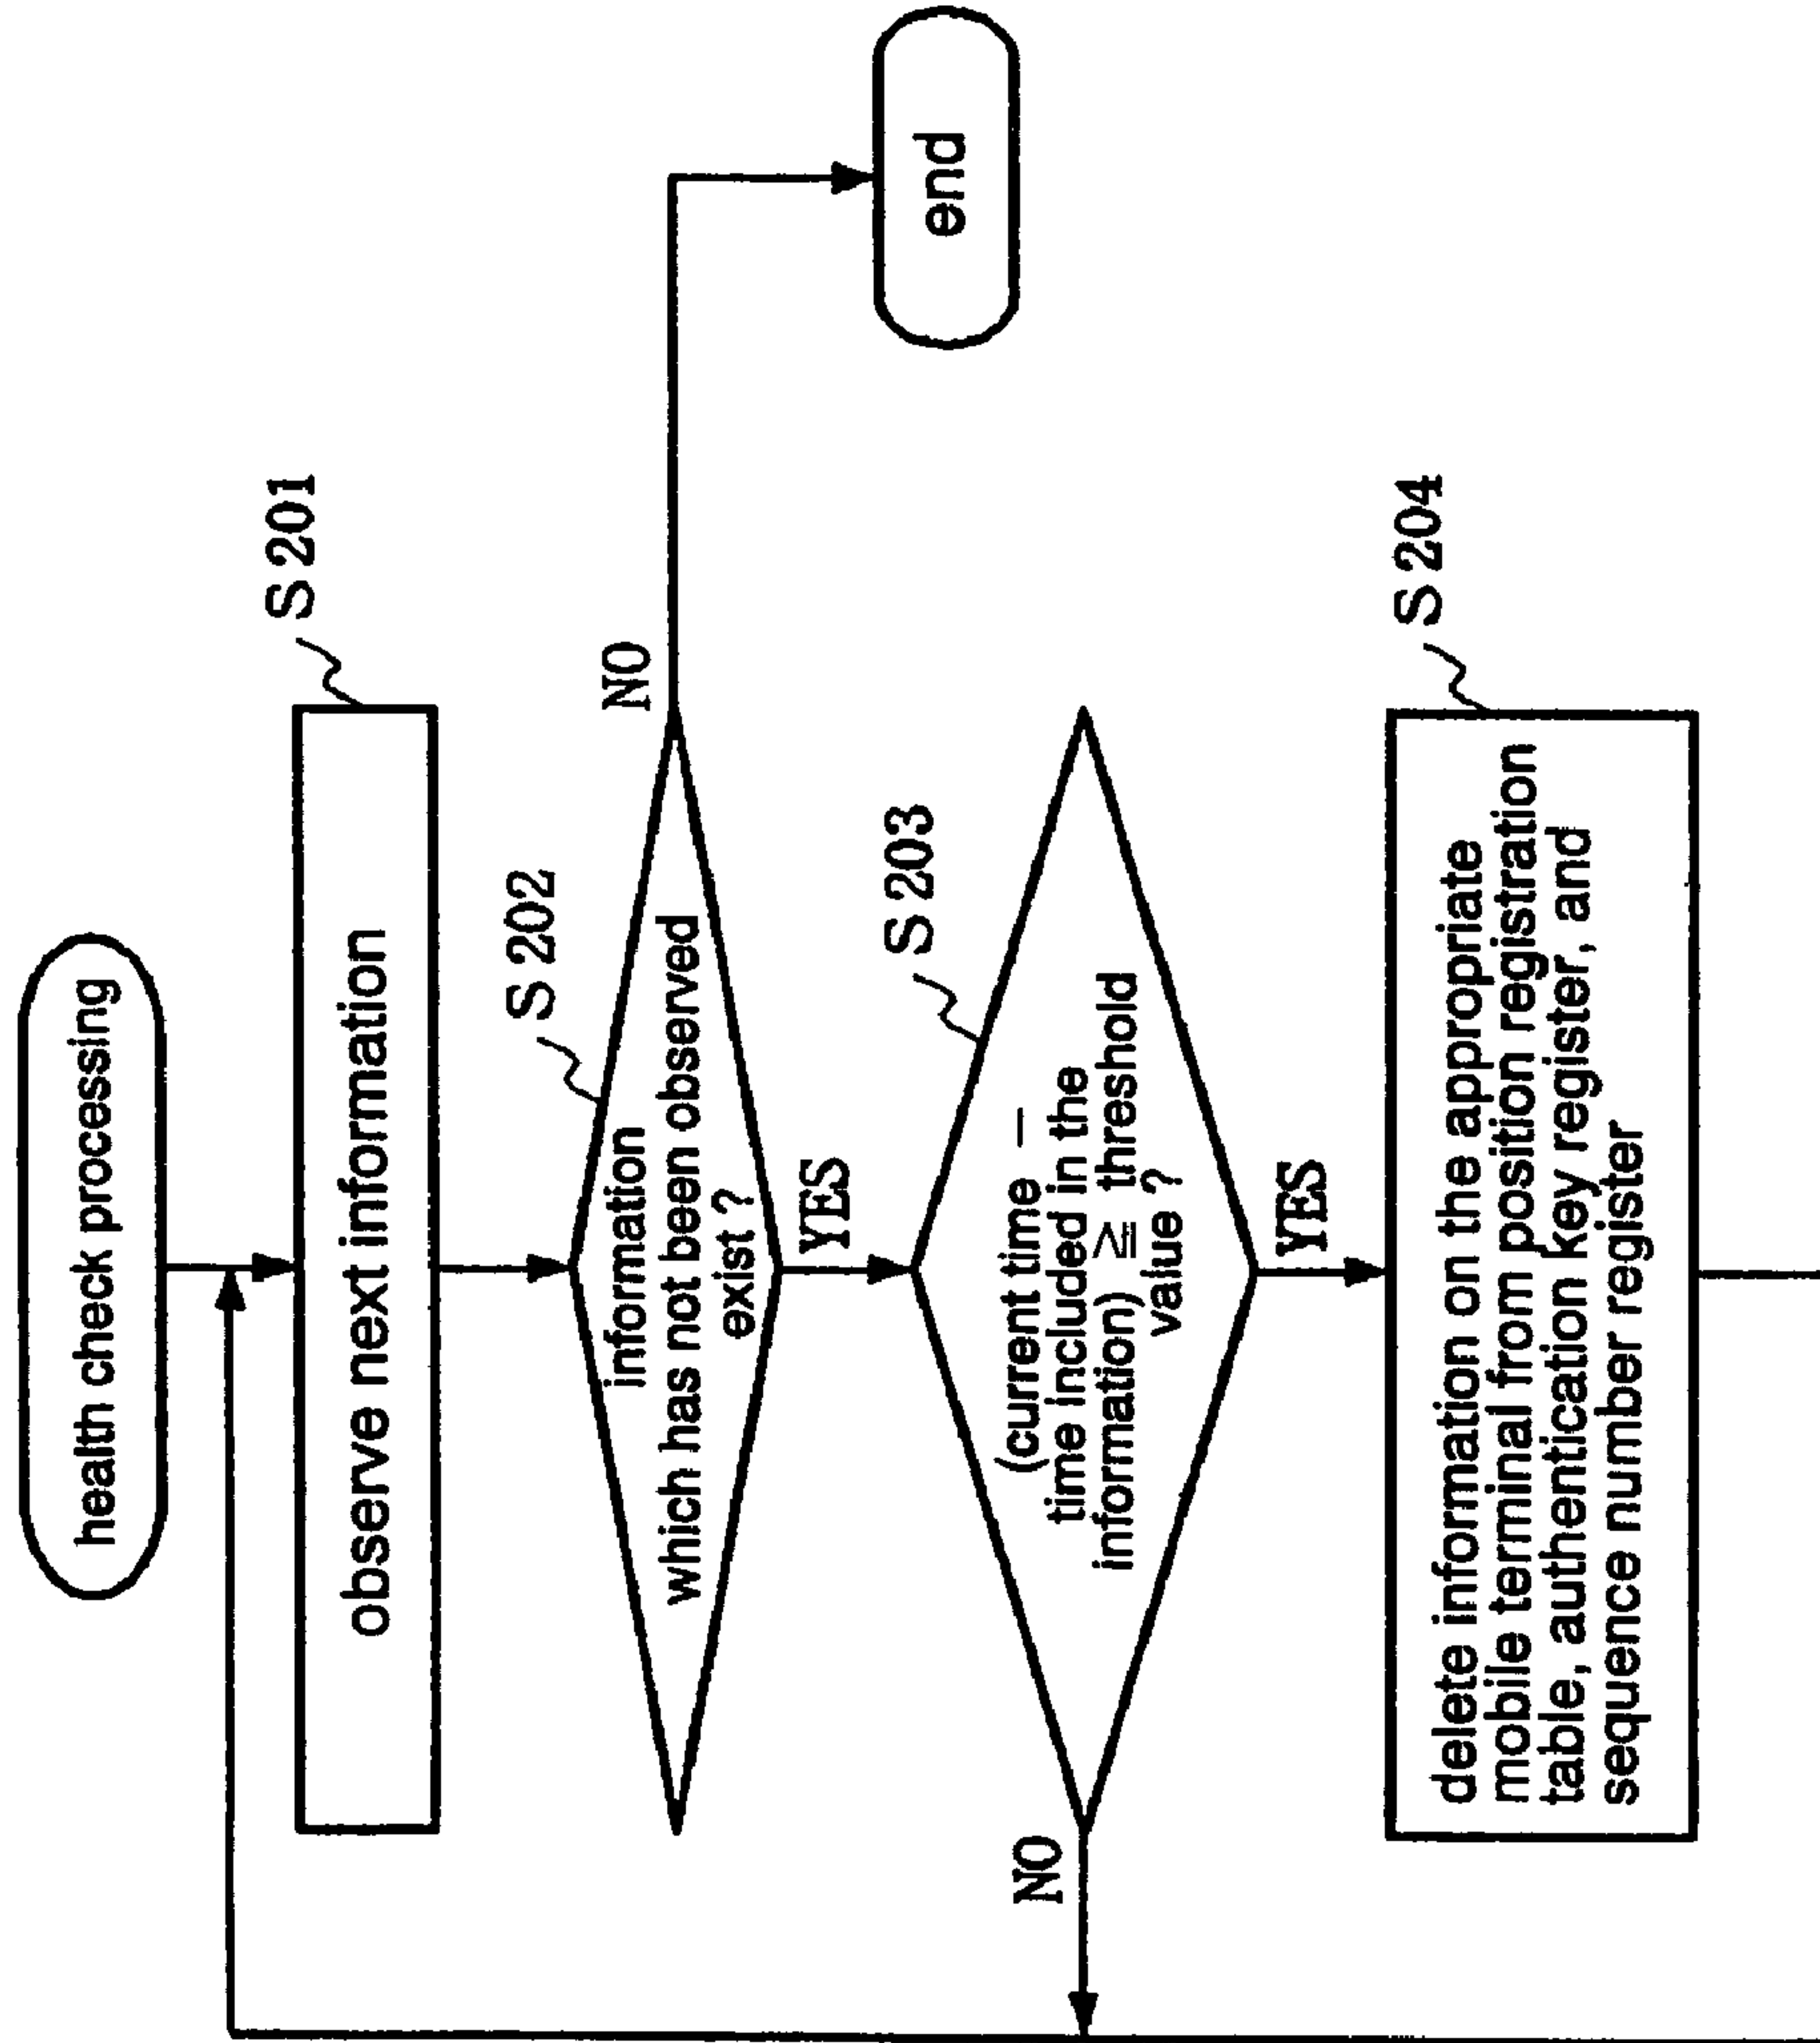 health check processing
S 201
observe next information
S 202
information
which has not been observed
exist ?
NO
YES
end
S 203
(current time −
time included in the
information) ≧ threshold
value ?
NO
YES
S 204
delete information on the appropriate
mobile terminal from position registration
table, authentication key register, and
sequence number register